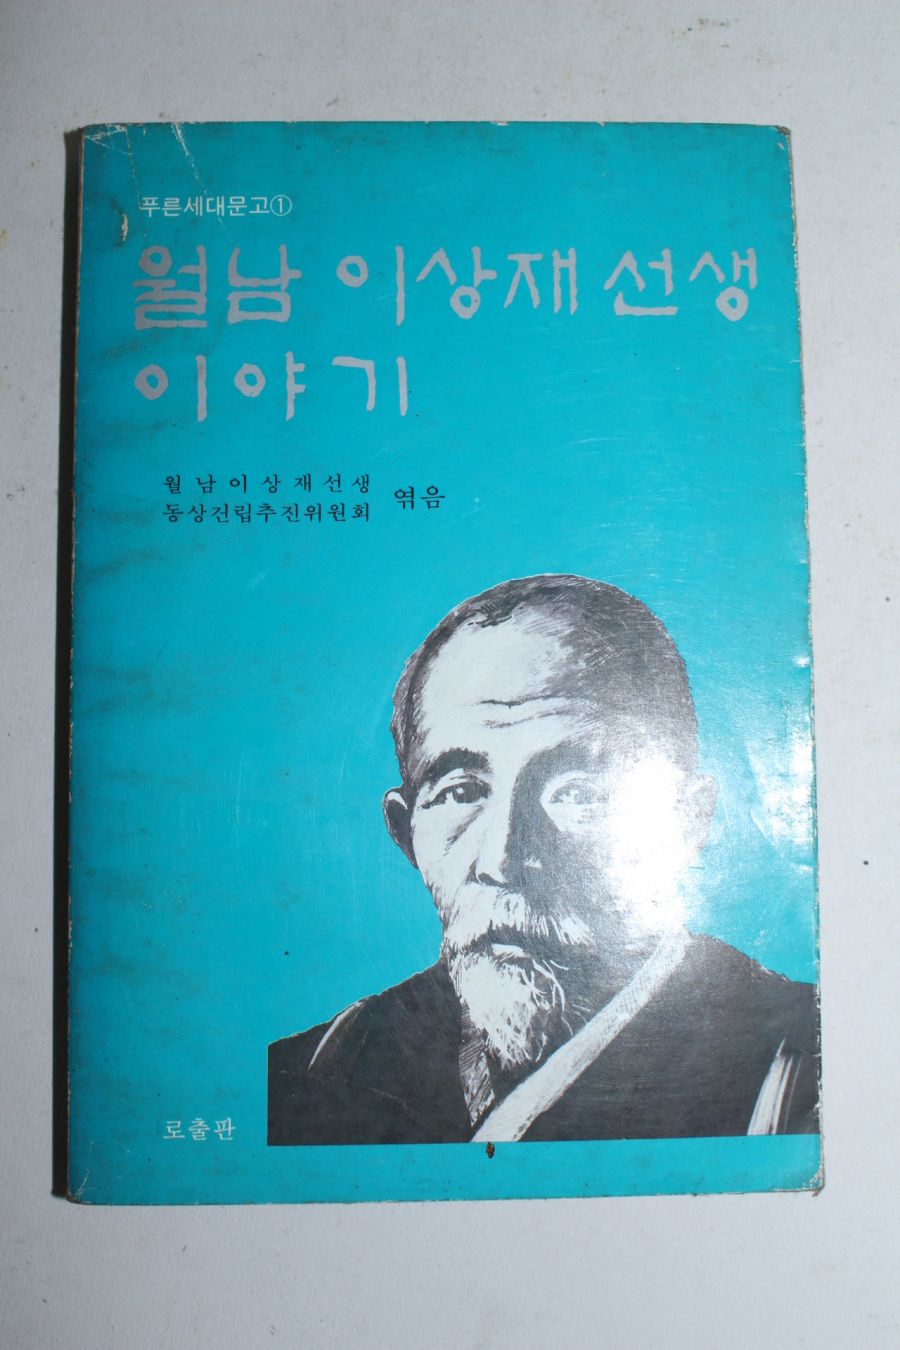 푸른세대문고①
월남 이상재 선생
이야기
월남이상재선생
동상건립추진위원회 엮음
로출판